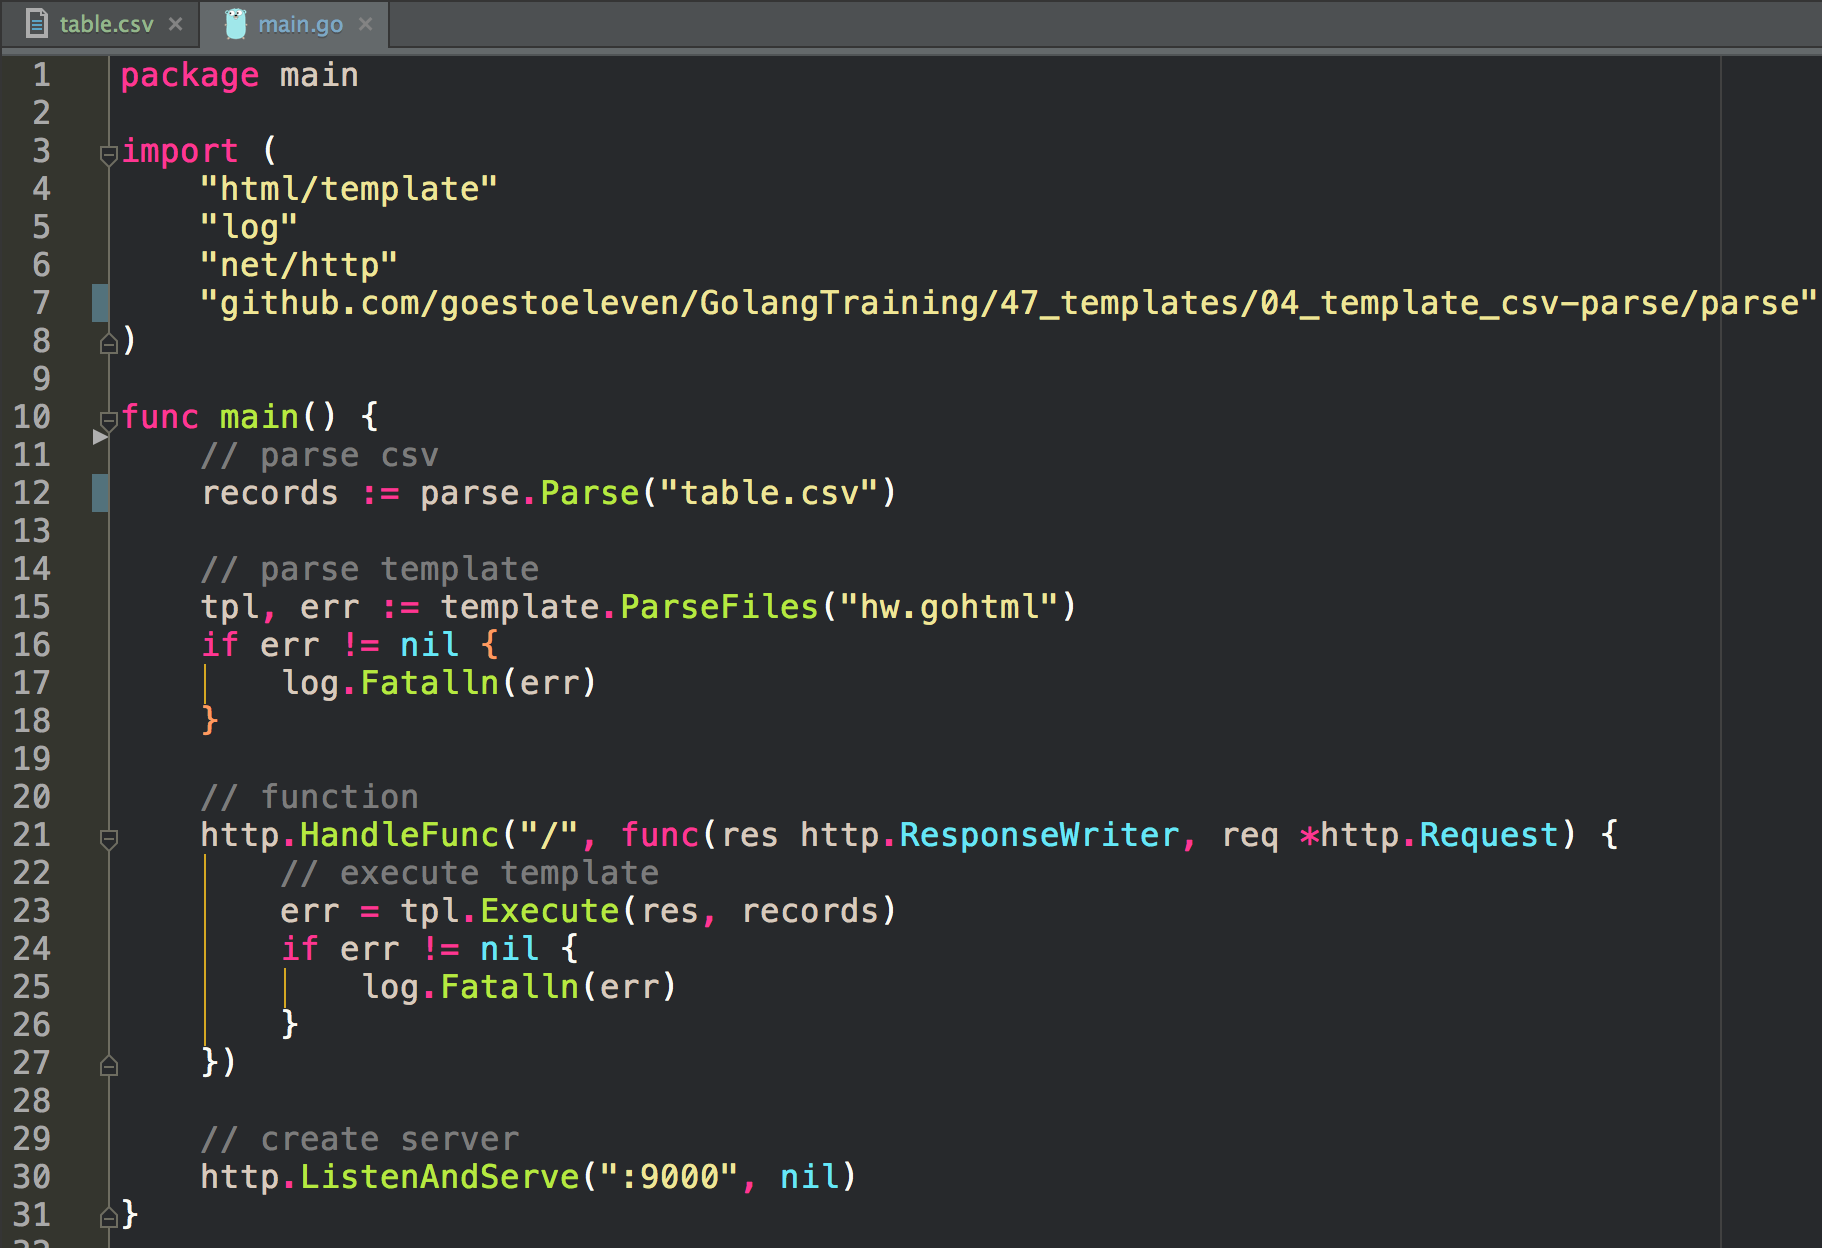 table.csv main.go
1 package main
2
3 import (
4     "html/template"
5     "log"
6     "net/http"
7     "github.com/goestoeleven/GolangTraining/47_templates/04_template_csv-parse/parse"
8 )
9
10 func main() {
11     // parse csv
12     records := parse.Parse("table.csv")
13
14     // parse template
15     tpl, err := template.ParseFiles("hw.gohtml")
16     if err != nil {
17         log.Fatalln(err)
18     }
19
20     // function
21     http.HandleFunc("/", func(res http.ResponseWriter, req *http.Request) {
22         // execute template
23         err = tpl.Execute(res, records)
24         if err != nil {
25             log.Fatalln(err)
26         }
27     })
28
29     // create server
30     http.ListenAndServe(":9000", nil)
31 }
32